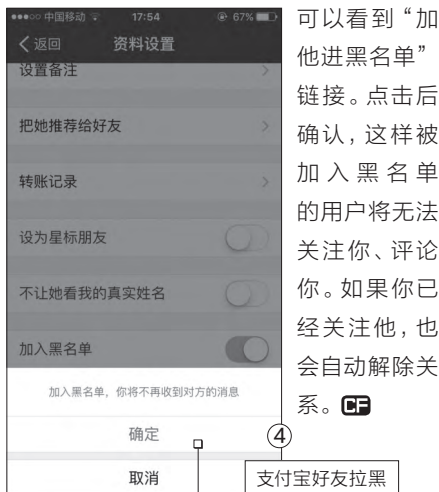 中国移动 17:54 67%
返回 资料设置
设置备注
把她推荐给好友
转账记录
设为星标朋友
不让她看我的真实姓名
加入黑名单
加入黑名单，你将不再收到对方的消息
确定
取消
④
支付宝好友拉黑
可以看到“加
他进黑名单”
链接。点击后
确认，这样被
加入黑名单
的用户将无法
关注你、评论
你。如果你已
经关注他，也
会自动解除关
系。CF